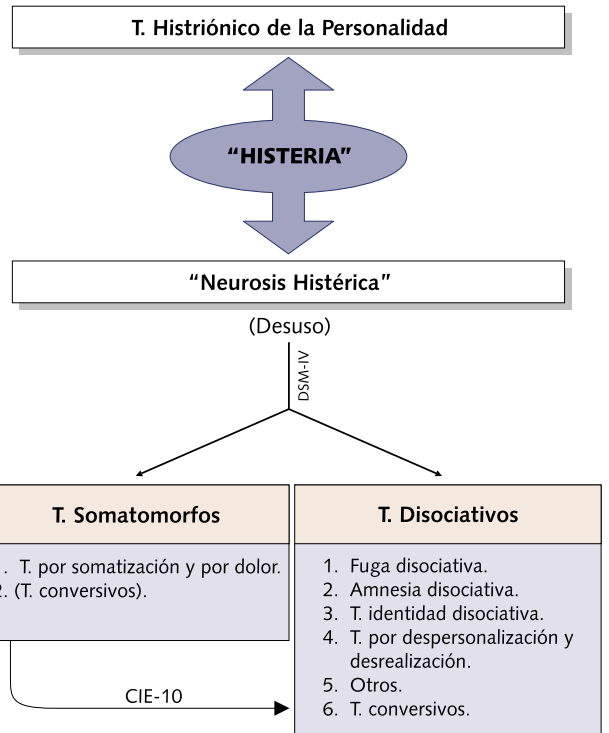 T. Histriónico de la Personalidad
“HISTERIA”
“Neurosis Histérica”
(Desuso)
DSM-IV
T. Somatomorfos
. T. por somatización y por dolor.
2. (T. conversivos).
CIE-10
T. Disociativos
1. Fuga disociativa.
2. Amnesia disociativa.
3. T. identidad disociativa.
4. T. por despersonalización y
desrealización.
5. Otros.
6. T. conversivos.